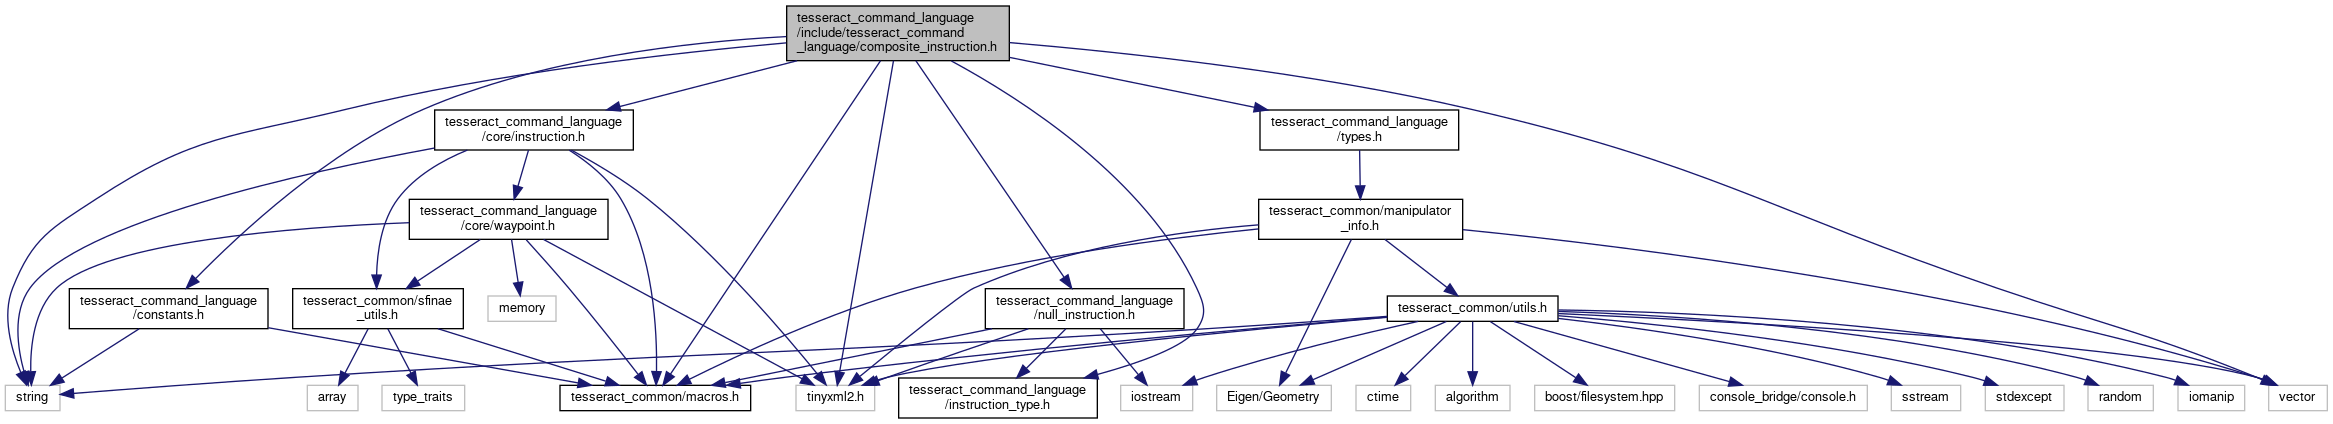 tesseract_command_language
/include/tesseract_command
_language/composite_instruction.h
tesseract_command_language
/core/instruction.h
tesseract_command_language
/types.h
tesseract_command_language
/core/waypoint.h
tesseract_common/manipulator
_info.h
tesseract_command_language
/constants.h
tesseract_common/sfinae
_utils.h
memory
tesseract_command_language
/null_instruction.h
tesseract_common/utils.h
string
array
type_traits
tesseract_common/macros.h
tinyxml2.h
tesseract_command_language
/instruction_type.h
iostream
Eigen/Geometry
ctime
algorithm
boost/filesystem.hpp
console_bridge/console.h
sstream
stdexcept
random
iomanip
vector